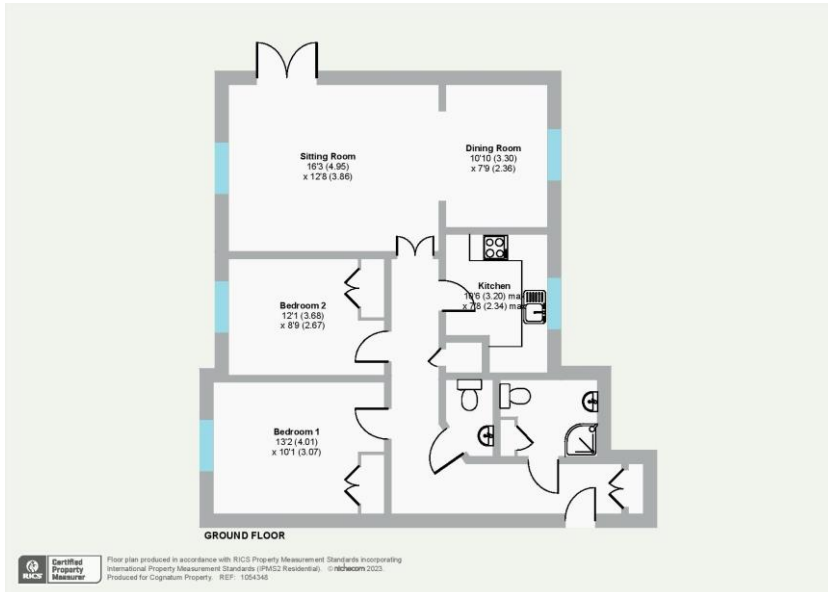 Sitting Room
16'3 (4.95)
x 12'8 (3.86)
Dining Room
10'10 (3.30)
x 7'9 (2.36)
Kitchen
10'6 (3.20) max
x 7'8 (2.34) max
Bedroom 2
12'1 (3.68)
x 8'9 (2.67)
Bedroom 1
13'2 (4.01)
x 10'1 (3.07)
GROUND FLOOR
RICS
Certified
Property
Measurer
Floor plan produced in accordance with RICS Property Measurement Standards incorporating
International Property Measurement Standards (IPMS2 Residential). © nichecom 2023.
Produced for Cognatum Property. REF: 1054348